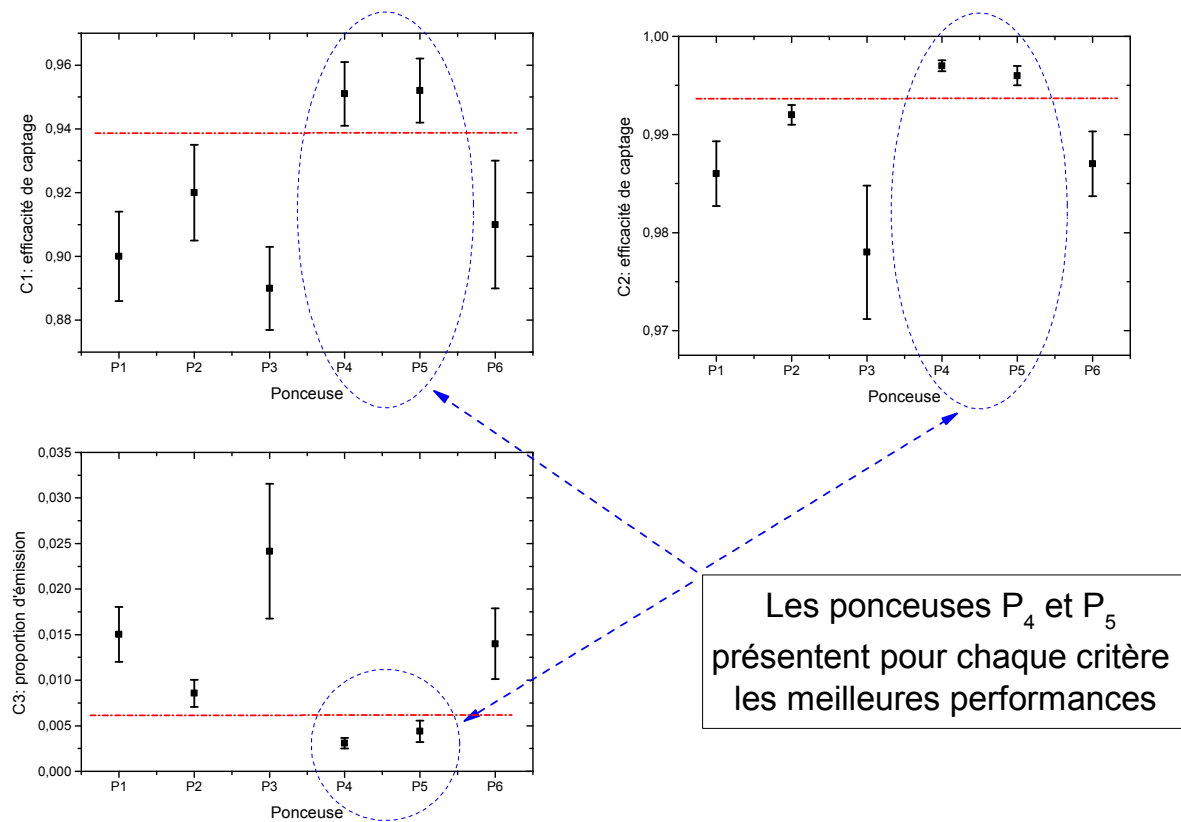 0,96
0,94
0,92
0,90
0,88
C1: efficacité de captage
P1 P2 P3 P4 P5 P6
Ponceuse
1,00
0,99
0,98
0,97
C2: efficacité de captage
P1 P2 P3 P4 P5 P6
Ponceuse
0,035
0,030
0,025
0,020
0,015
0,010
0,005
0,000
C3: proportion d'émission
P1 P2 P3 P4 P5 P6
Ponceuse
Les ponceuses P4 et P5
présentent pour chaque critère
les meilleures performances